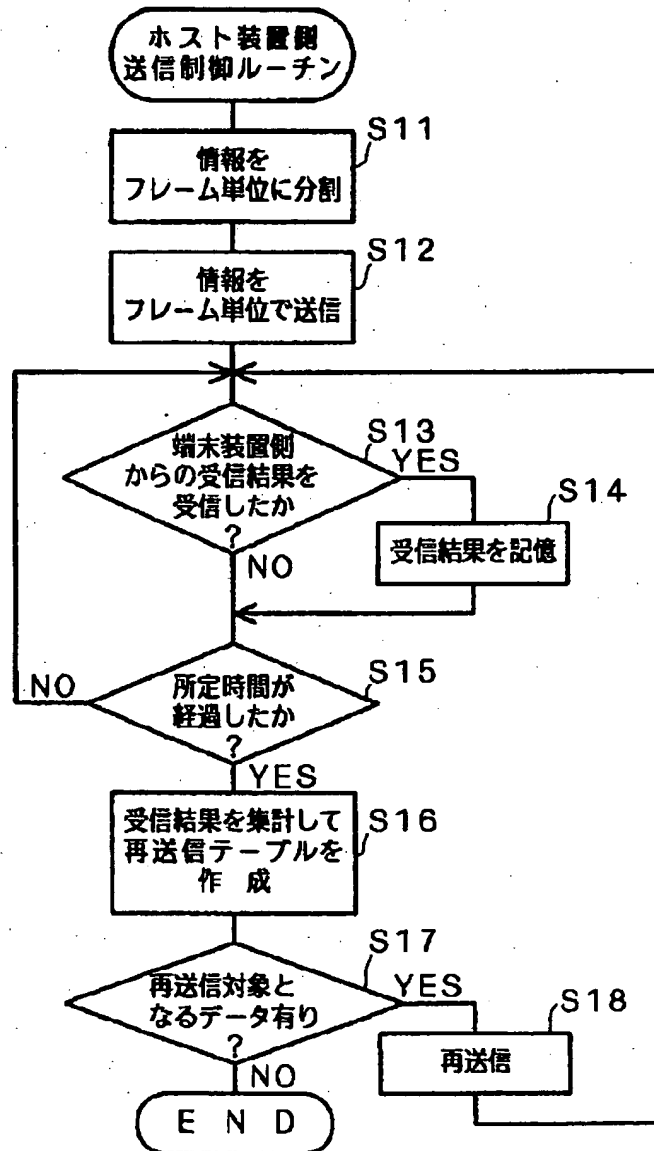 ホスト装置側
送信制御ルーチン
S11
情報を
フレーム単位に分割
S12
情報を
フレーム単位で送信
S13
端末装置側
からの受信結果を
受信したか
?
YES
NO
S14
受信結果を記憶
S15
所定時間が
経過したか
?
NO
YES
S16
受信結果を集計して
再送信テーブルを
作 成
S17
再送信対象と
なるデータ有り
?
YES
NO
S18
再送信
E N D